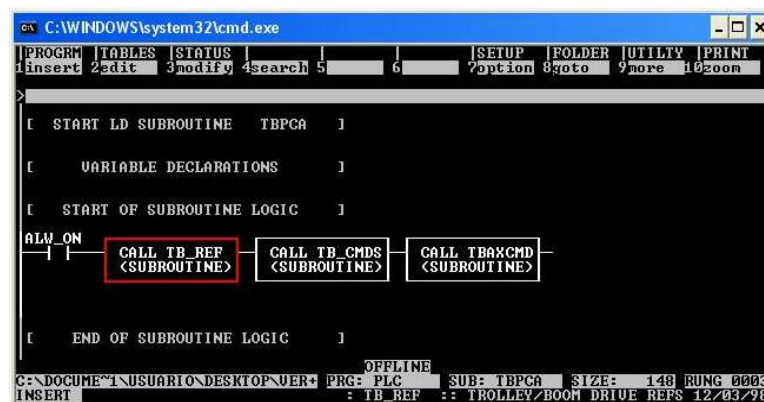 C:\WINDOWS\system32\cmd.exe
|PROGRM |TABLES |STATUS | | | |SETUP |FOLDER |UTILTY |PRINT
1insert 2edit 3modify 4search 5 6 7option 8goto 9more 10zoom
>
[ START LD SUBROUTINE TBPCA ]
[ VARIABLE DECLARATIONS ]
[ START OF SUBROUTINE LOGIC ]
ALW_ON
CALL TB_REF CALL TB_CMDS CALL TBAXCMD
<SUBROUTINE> <SUBROUTINE> <SUBROUTINE>
[ END OF SUBROUTINE LOGIC ]
OFFLINE
C:\DOCUME~1\USUARIO\DESKTOP\VER+ PRG: PLC SUB: TBPCA SIZE: 148 RUNG 0003
INSERT : TB_REF :: TROLLEY/BOOM DRIVE REFS 12/03/98